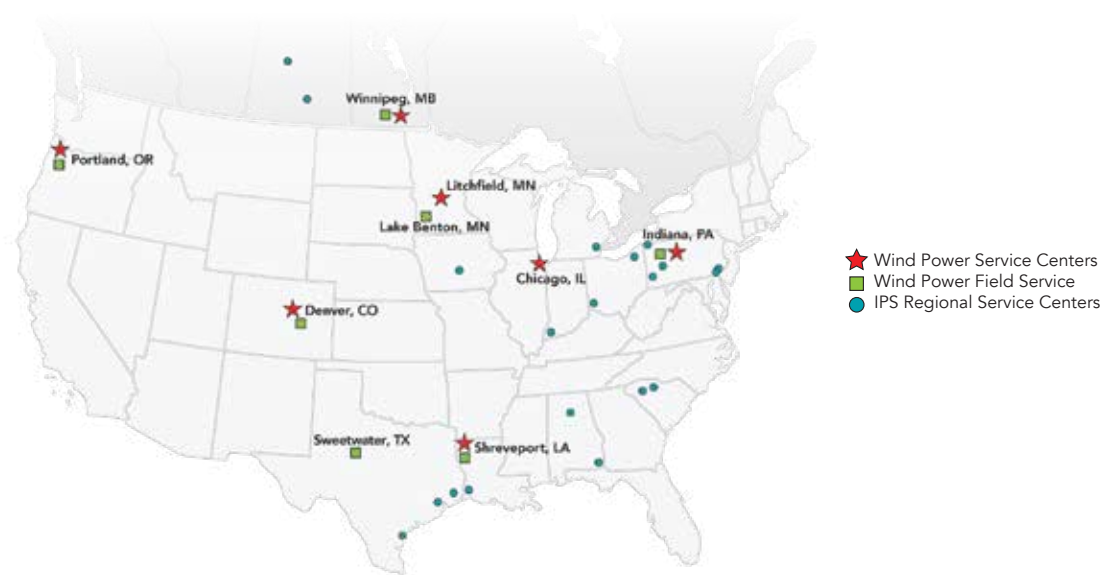 Winnipeg, MB
Portland, OR
Litchfield, MN
Lake Benton, MN
Indiana, PA
Chicago, IL
Denver, CO
Sweetwater, TX
Shreveport, LA
Wind Power Service Centers
Wind Power Field Service
IPS Regional Service Centers